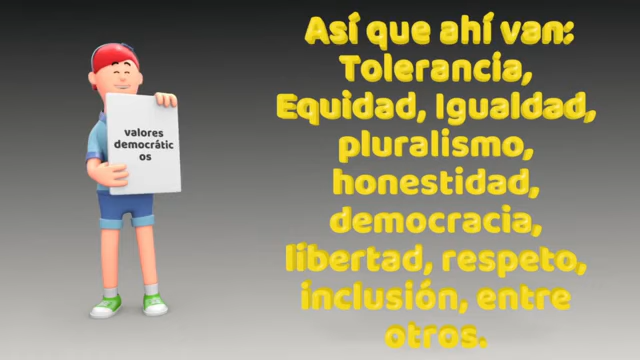 valores
democrátic
os
Así que ahí van:
Tolerancia,
Equidad, Igualdad,
pluralismo,
honestidad,
democracia,
libertad, respeto,
inclusión, entre
otros.